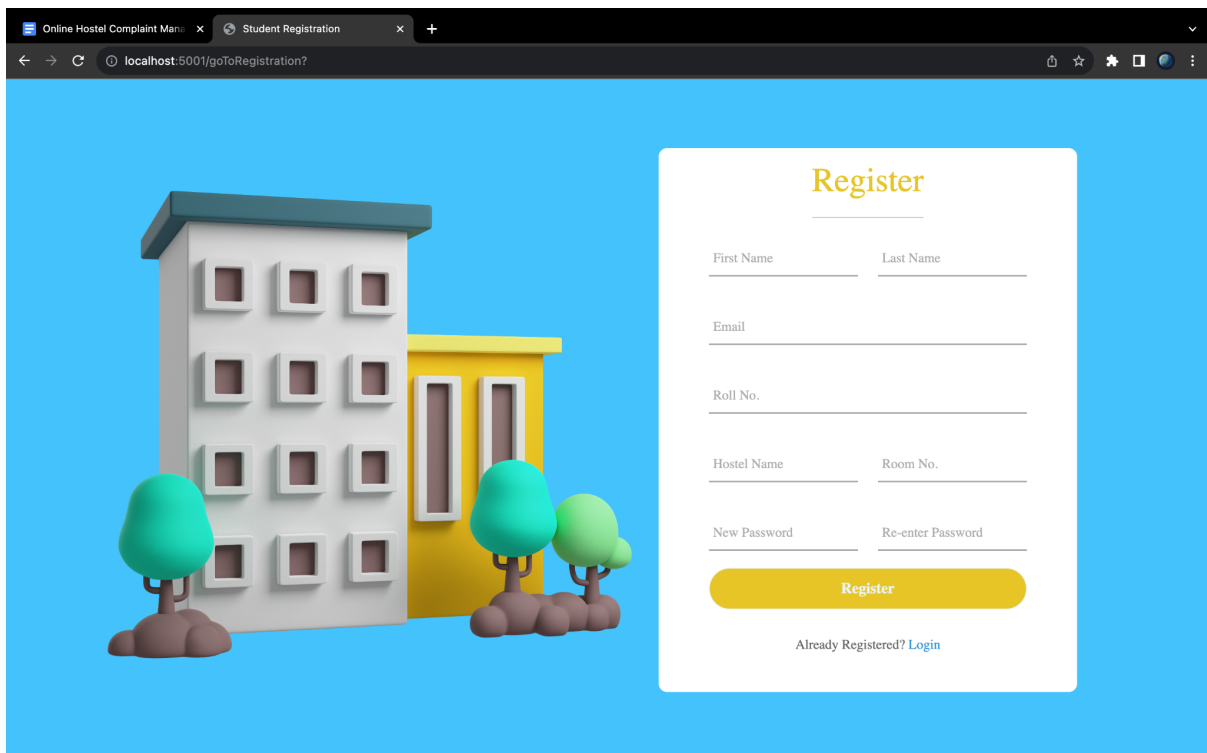 Online Hostel Complaint Mana
Student Registration
localhost:5001/goToRegistration?
Register
First Name Last Name
Email
Roll No.
Hostel Name Room No.
New Password Re-enter Password
Register
Already Registered? Login